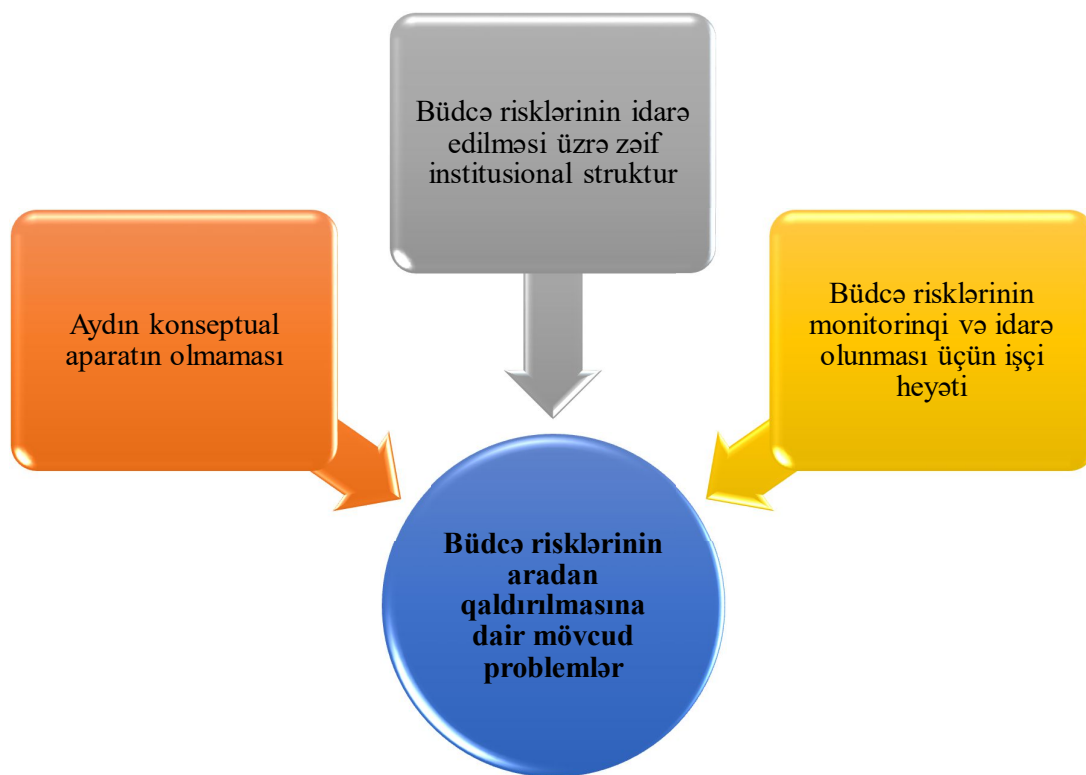 Büdcə risklərinin idarə
edilməsi üzrə zəif
institusional struktur
Aydın konseptual
aparatın olmaması
Büdcə risklərinin
monitorinqi və idarə
olunması üçün işçi
heyəti
Büdcə risklərinin
aradan
qaldırılmasına
dair mövcud
problemlər